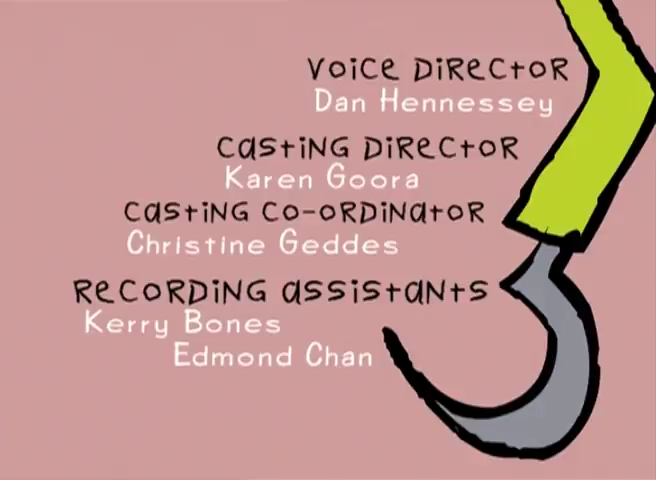 Voice Director
Dan Hennessey
Casting Director
Karen Goora
Casting Co-ordinator
Christine Geddes
Recording Assistants
Kerry Bones
Edmond Chan